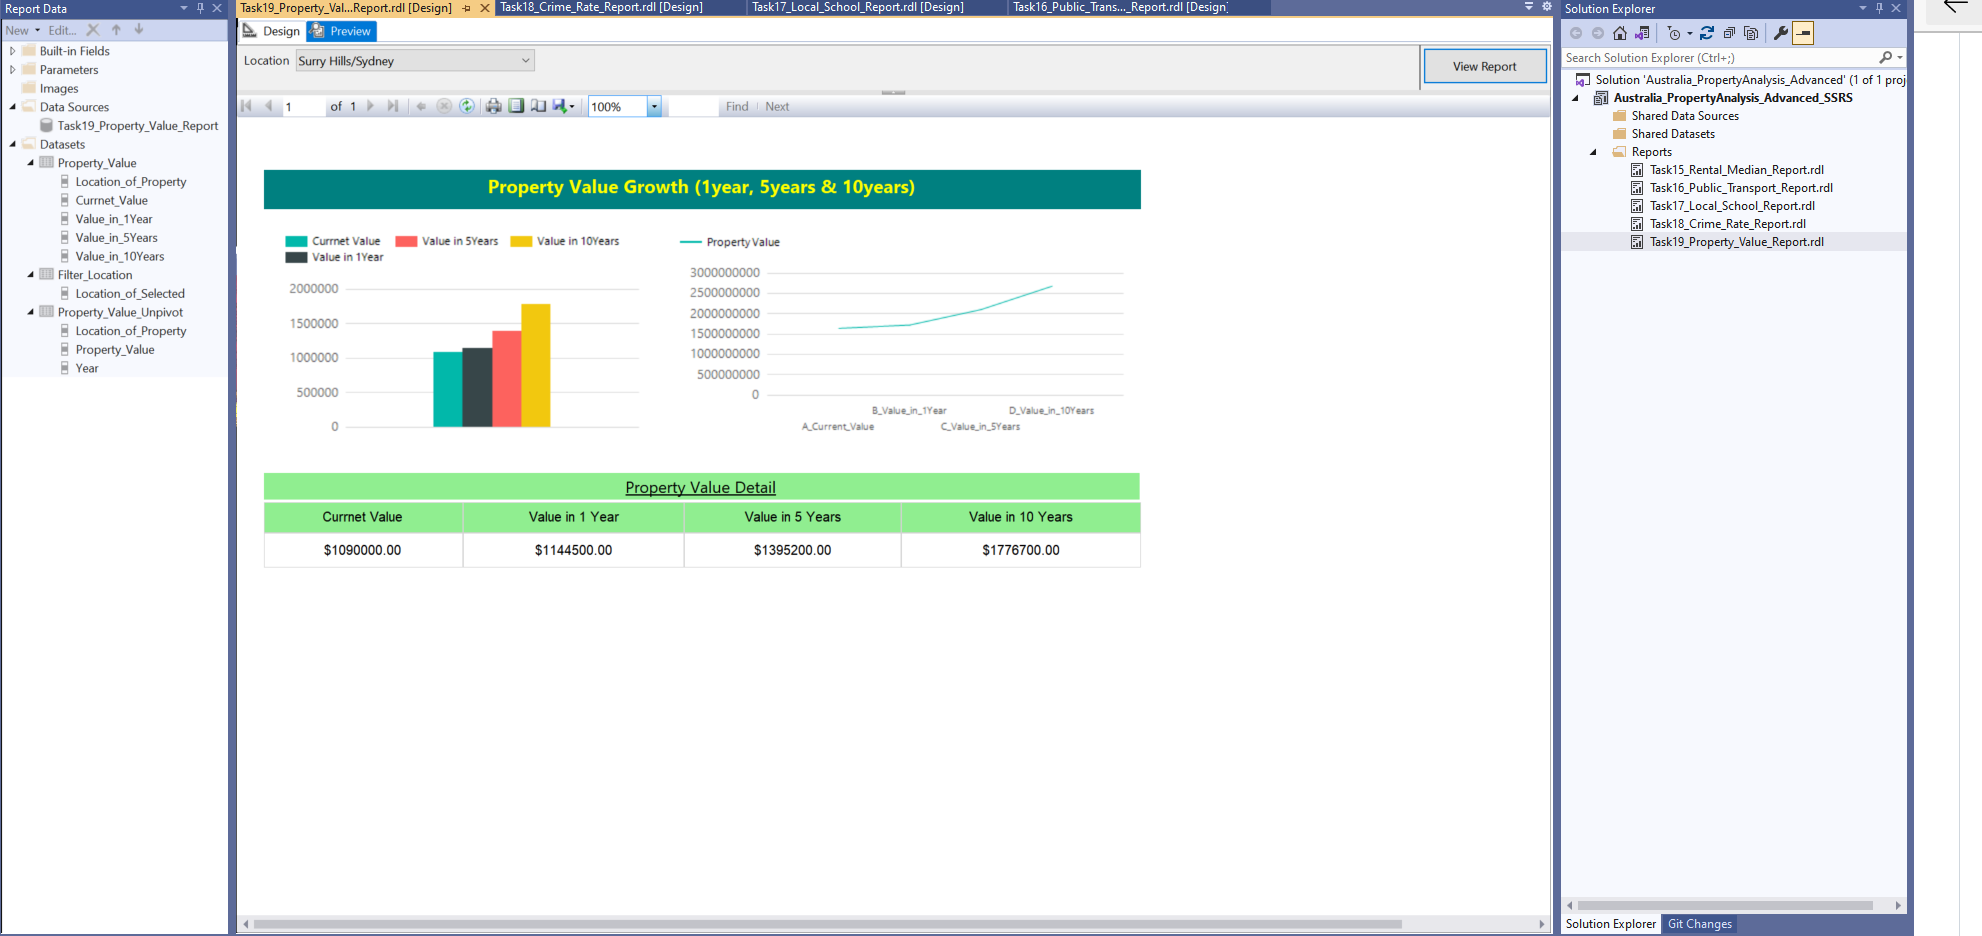 Report Data
New Edit...
Built-in Fields
Parameters
Images
Data Sources
Task19_Property_Value_Report
Datasets
Property_Value
Location_of_Property
Currnet_Value
Value_in_1Year
Value_in_5Years
Value_in_10Years
Filter_Location
Location_of_Selected
Property_Value_Unpivot
Location_of_Property
Property_Value
Year
Task19_Property_Val...Report.rdl [Design] Task18_Crime_Rate_Report.rdl [Design] Task17_Local_School_Report.rdl [Design] Task16_Public_Trans..._Report.rdl [Design]
Design Preview
Location Surry Hills/Sydney View Report
1 of 1 100% Find Next
Property Value Growth (1year, 5years & 10years)
Currnet Value Value in 5Years Value in 10Years
Value in 1Year
2000000
1500000
1000000
500000
0
Property Value
3000000000
2500000000
2000000000
1500000000
1000000000
500000000
0
B_Value_in_1Year D_Value_in_10Years
A_Current_Value C_Value_in_5Years
Property Value Detail
Currnet Value Value in 1 Year Value in 5 Years Value in 10 Years
$1090000.00 $1144500.00 $1395200.00 $1776700.00
Solution Explorer
Search Solution Explorer (Ctrl+;)
Solution 'Australia_PropertyAnalysis_Advanced' (1 of 1 proj
Australia_PropertyAnalysis_Advanced_SSRS
Shared Data Sources
Shared Datasets
Reports
Task15_Rental_Median_Report.rdl
Task16_Public_Transport_Report.rdl
Task17_Local_School_Report.rdl
Task18_Crime_Rate_Report.rdl
Task19_Property_Value_Report.rdl
Solution Explorer Git Changes